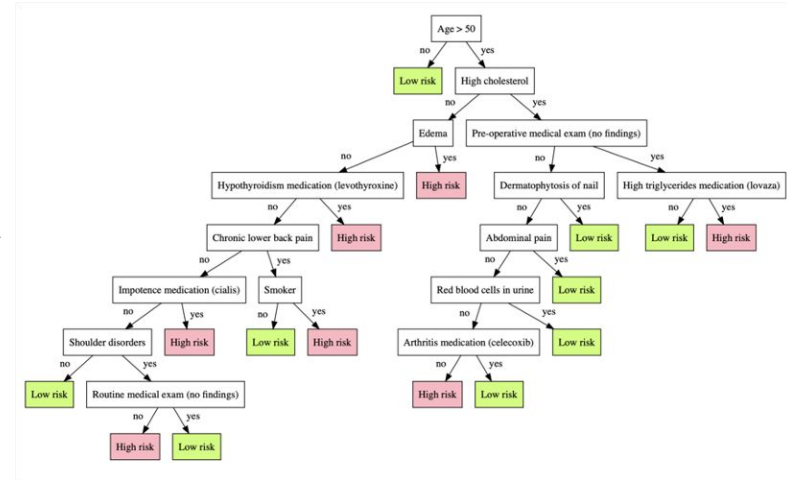 Age > 50
no
yes
Low risk
High cholesterol
no
yes
Edema
Pre-operative medical exam (no findings)
no
yes
no
yes
Hypothyroidism medication (levothyroxine)
High risk
Dermatophytosis of nail
High triglycerides medication (lovaza)
no
yes
no
yes
no
yes
Chronic lower back pain
High risk
Abdominal pain
Low risk
Low risk
High risk
no
yes
no
yes
Impotence medication (cialis)
Smoker
Red blood cells in urine
Low risk
no
yes
no
yes
no
yes
Shoulder disorders
High risk
Low risk
High risk
Arthritis medication (celecoxib)
Low risk
no
yes
no
yes
Low risk
Routine medical exam (no findings)
High risk
Low risk
no
yes
High risk
Low risk